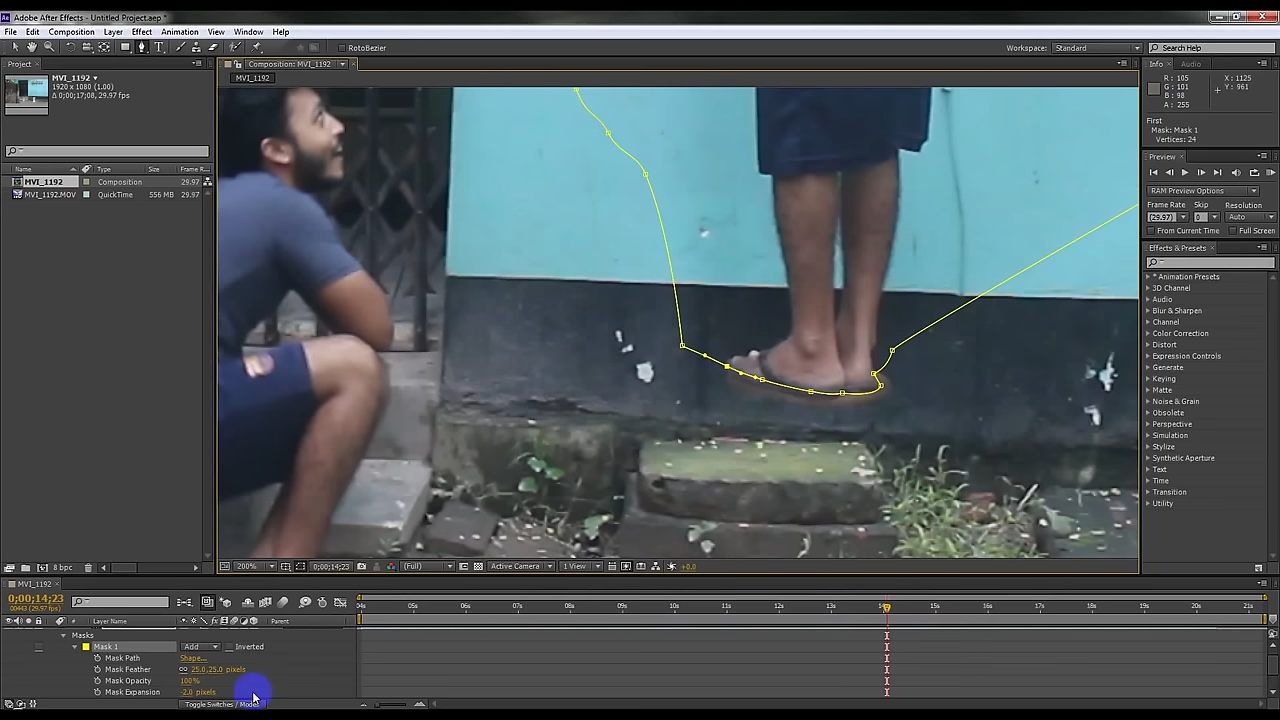 Adobe After Effects - Untitled Project.aep *
File Edit Composition Layer Effect Animation View Window Help
RotoBezier
Workspace: Standard
Search Help
Project
Composition: MVI_1192
Info Audio
MVI_1192
MVI_1192
1920 x 1080 (1.00)
Δ 0;00;17;08, 29.97 fps
R : 105
G : 101
B : 98
A : 255
X : 1125
Y : 961
First
Mask: Mask 1
Vertices: 24
Preview
Name Type Size Frame R...
MVI_1192 Composition 29.97
MVI_1192.MOV QuickTime 556 MB 29.97
RAM Preview Options
Frame Rate Skip Resolution
(29.97) 0 Auto
From Current Time Full Screen
Effects & Presets
* Animation Presets
3D Channel
Audio
Blur & Sharpen
Channel
Color Correction
Distort
Expression Controls
Generate
Keying
Matte
Noise & Grain
Obsolete
Perspective
Simulation
Stylize
Synthetic Aperture
Text
Time
Transition
Utility
8 bpc
200% 0;00;14;23 (Full) Active Camera 1 View +0.0
MVI_1192
0;00;14;23
00443 (29.97 fps)
04s 05s 06s 07s 08s 09s 10s 11s 12s 13s 14s 15s 16s 17s 18s 19s 20s 21s
# Layer Name Parent
Masks
Mask 1 Add Inverted
Mask Path Shape...
Mask Feather 25.0,25.0 pixels
Mask Opacity 100%
Mask Expansion -2.0 pixels
Toggle Switches / Modes